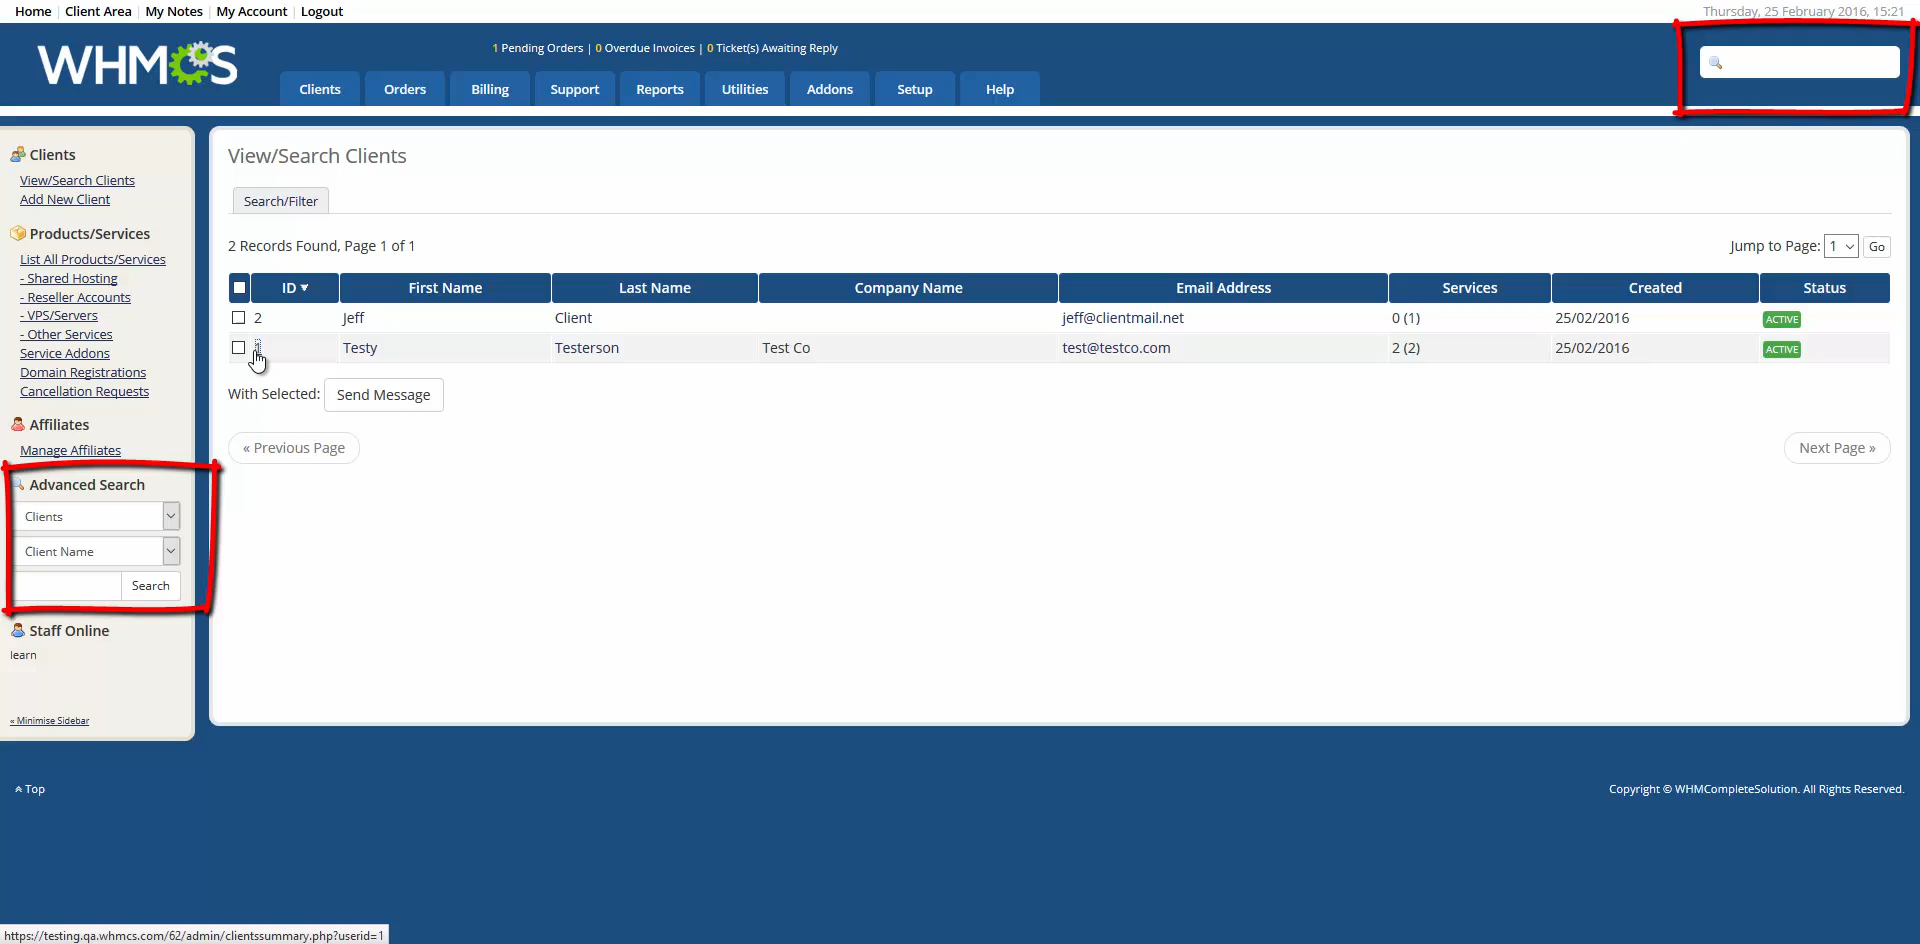 Home | Client Area | My Notes | My Account | Logout
Thursday, 25 February 2016, 15:21
WHMCS
1 Pending Orders | 0 Overdue Invoices | 0 Ticket(s) Awaiting Reply
Clients Orders Billing Support Reports Utilities Addons Setup Help
Clients
View/Search Clients
Add New Client
Products/Services
List All Products/Services
- Shared Hosting
- Reseller Accounts
- VPS/Servers
- Other Services
Service Addons
Domain Registrations
Cancellation Requests
Affiliates
Manage Affiliates
Advanced Search
Clients
Client Name
Search
Staff Online
learn
« Minimise Sidebar
View/Search Clients
Search/Filter
2 Records Found, Page 1 of 1
Jump to Page: 1 Go
ID First Name Last Name Company Name Email Address Services Created Status
2 Jeff Client jeff@clientmail.net 0 (1) 25/02/2016 ACTIVE
Testy Testerson Test Co test@testco.com 2 (2) 25/02/2016 ACTIVE
With Selected: Send Message
« Previous Page
Next Page »
Top
Copyright © WHMCompleteSolution. All Rights Reserved.
https://testing.qa.whmcs.com/62/admin/clientssummary.php?userid=1